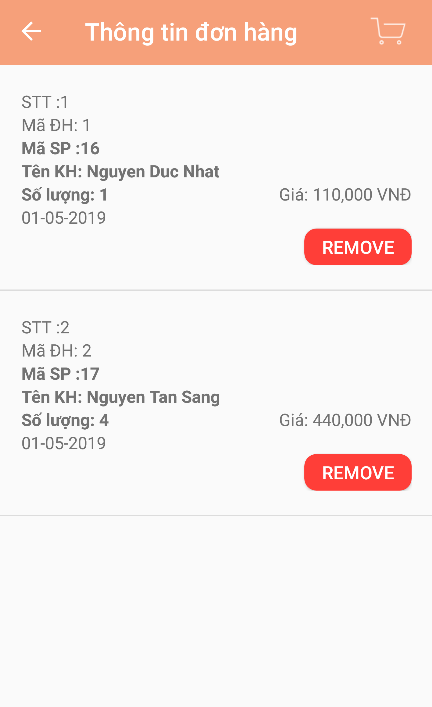 Thông tin đơn hàng
STT :1
Mã ĐH: 1
Mã SP :16
Tên KH: Nguyen Duc Nhat
Số lượng: 1 Giá: 110,000 VNĐ
01-05-2019
REMOVE
STT :2
Mã ĐH: 2
Mã SP :17
Tên KH: Nguyen Tan Sang
Số lượng: 4 Giá: 440,000 VNĐ
01-05-2019
REMOVE